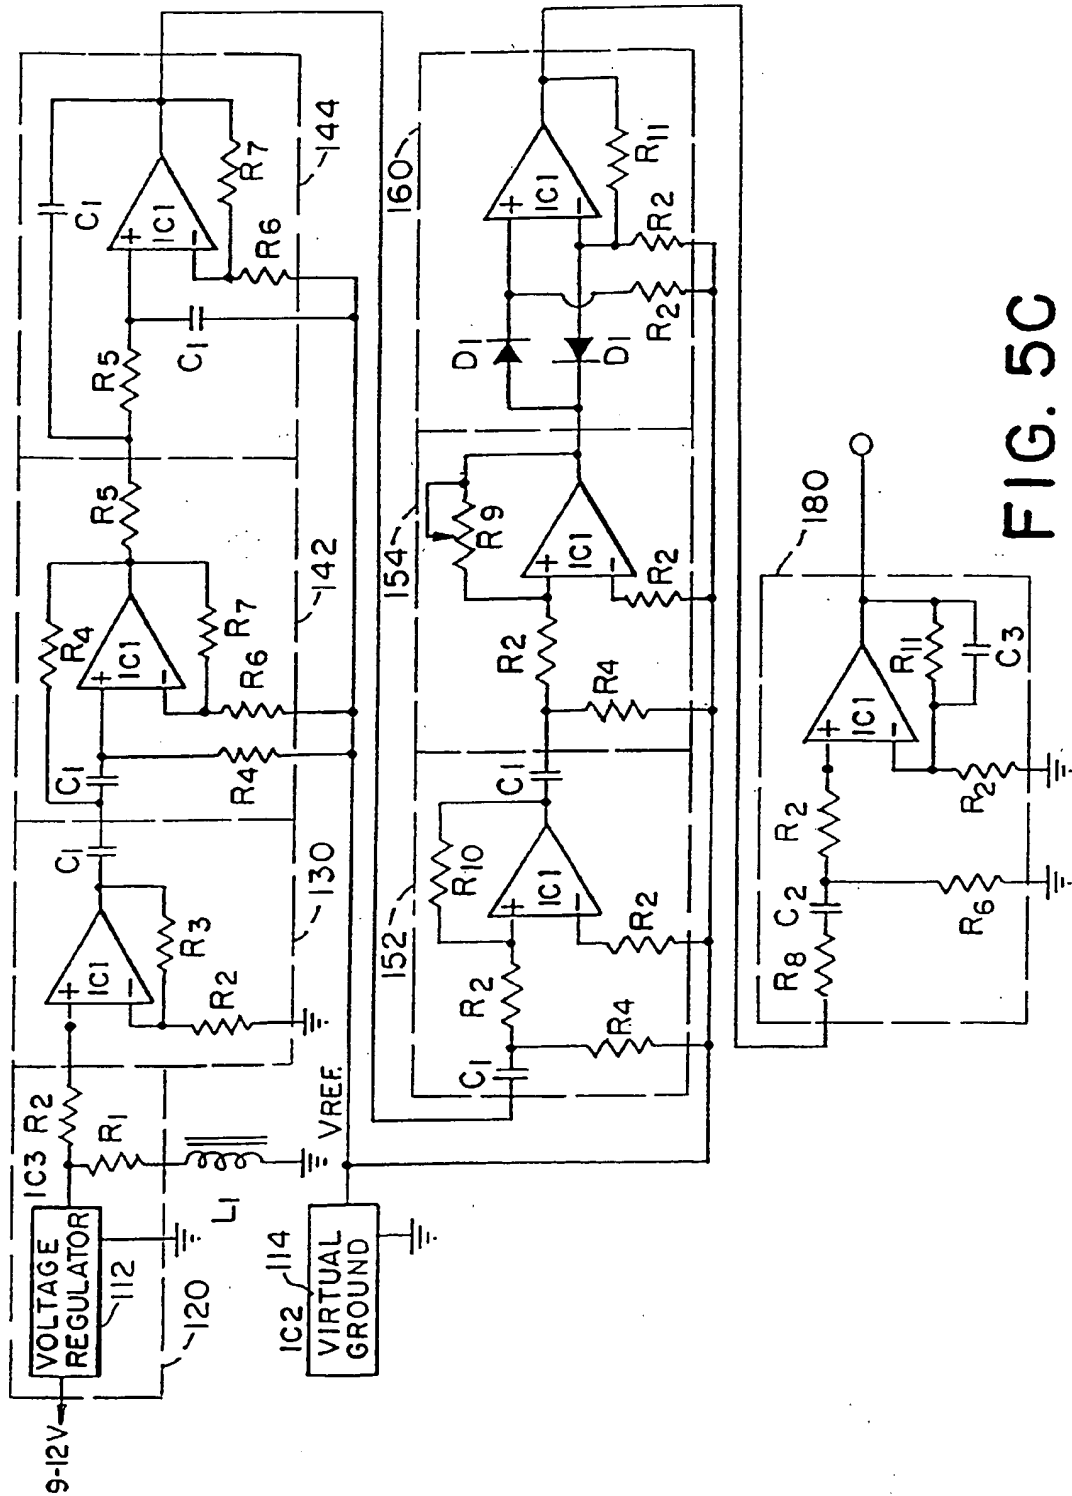 9-12V
VOLTAGE
REGULATOR
112
120
IC3
R2
R1
L1
IC1
+
−
R3
R2
130
C1
C1
R4
IC1
+
−
R4
R6
R7
142
R5
R5
C1
C1
IC1
+
−
R7
R6
144
IC2
114
VIRTUAL
GROUND
VREF.
C1
R2
R4
152
R10
IC1
+
−
R2
C1
R4
R2
154
R9
IC1
+
−
R2
D1
D1
160
IC1
+
−
R2
R2
R11
R8
C2
R6
R2
IC1
+
−
R2
R11
C3
180
FIG. 5C